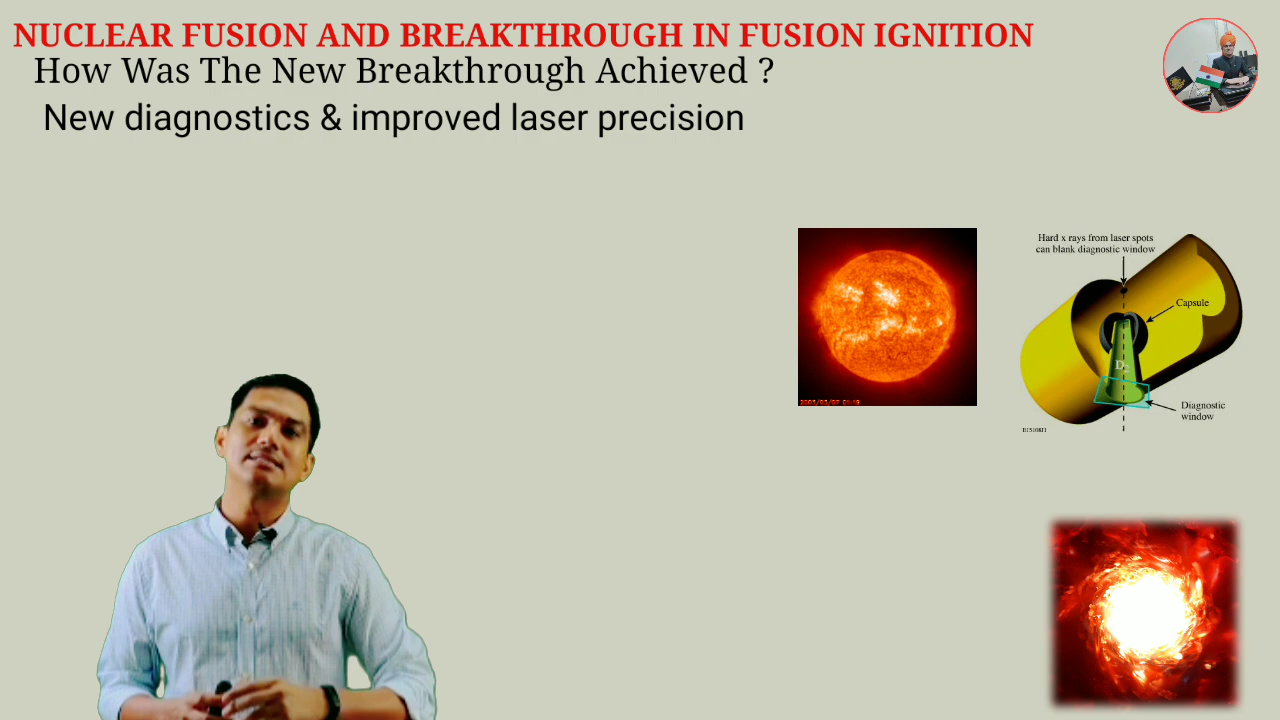 NUCLEAR FUSION AND BREAKTHROUGH IN FUSION IGNITION
How Was The New Breakthrough Achieved ?
New diagnostics & improved laser precision
Hard x rays from laser spots
can blank diagnostic window
Capsule
D2
Diagnostic
window